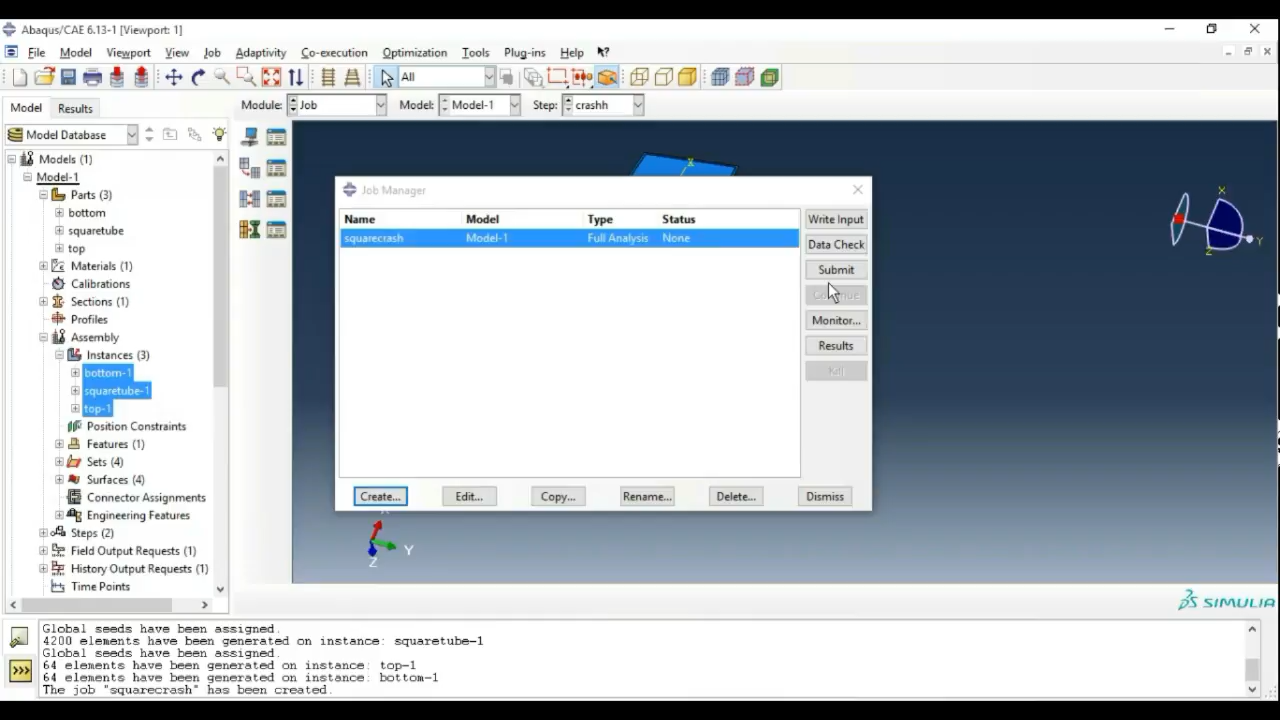 Abaqus/CAE 6.13-1 [Viewport: 1]
File Model Viewport View Job Adaptivity Co-execution Optimization Tools Plug-ins Help
All
Model Results
Module: Job Model: Model-1 Step: crashh
Model Database
Models (1)
Model-1
Parts (3)
bottom
squaretube
top
Materials (1)
Calibrations
Sections (1)
Profiles
Assembly
Instances (3)
bottom-1
squaretube-1
top-1
Position Constraints
Features (1)
Sets (4)
Surfaces (4)
Connector Assignments
Engineering Features
Steps (2)
Field Output Requests (1)
History Output Requests (1)
Time Points
Job Manager
Name Model Type Status
squarecrash Model-1 Full Analysis None
Write Input
Data Check
Submit
Monitor...
Results
Kill
Create... Edit... Copy... Rename... Delete... Dismiss
X
Y
Z
Y
Z
SIMULIA
Global seeds have been assigned.
4200 elements have been generated on instance: squaretube-1
Global seeds have been assigned.
64 elements have been generated on instance: top-1
64 elements have been generated on instance: bottom-1
The job "squarecrash" has been created.